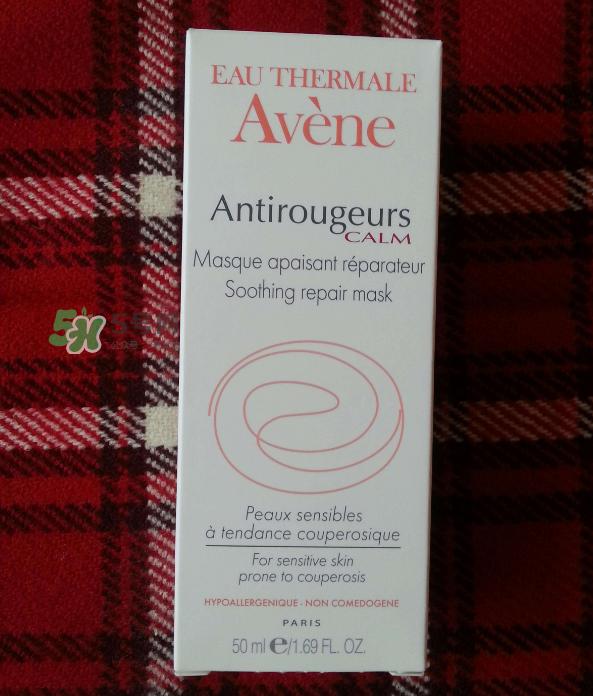 EAU THERMALE
Avène
Antirougeurs
CALM
Masque apaisant réparateur
Soothing repair mask
Peaux sensibles
à tendance couperosique
For sensitive skin
prone to couperosis
HYPOALLERGENIQUE - NON COMEDOGENE
PARIS
50 ml e/1.69 FL. OZ.